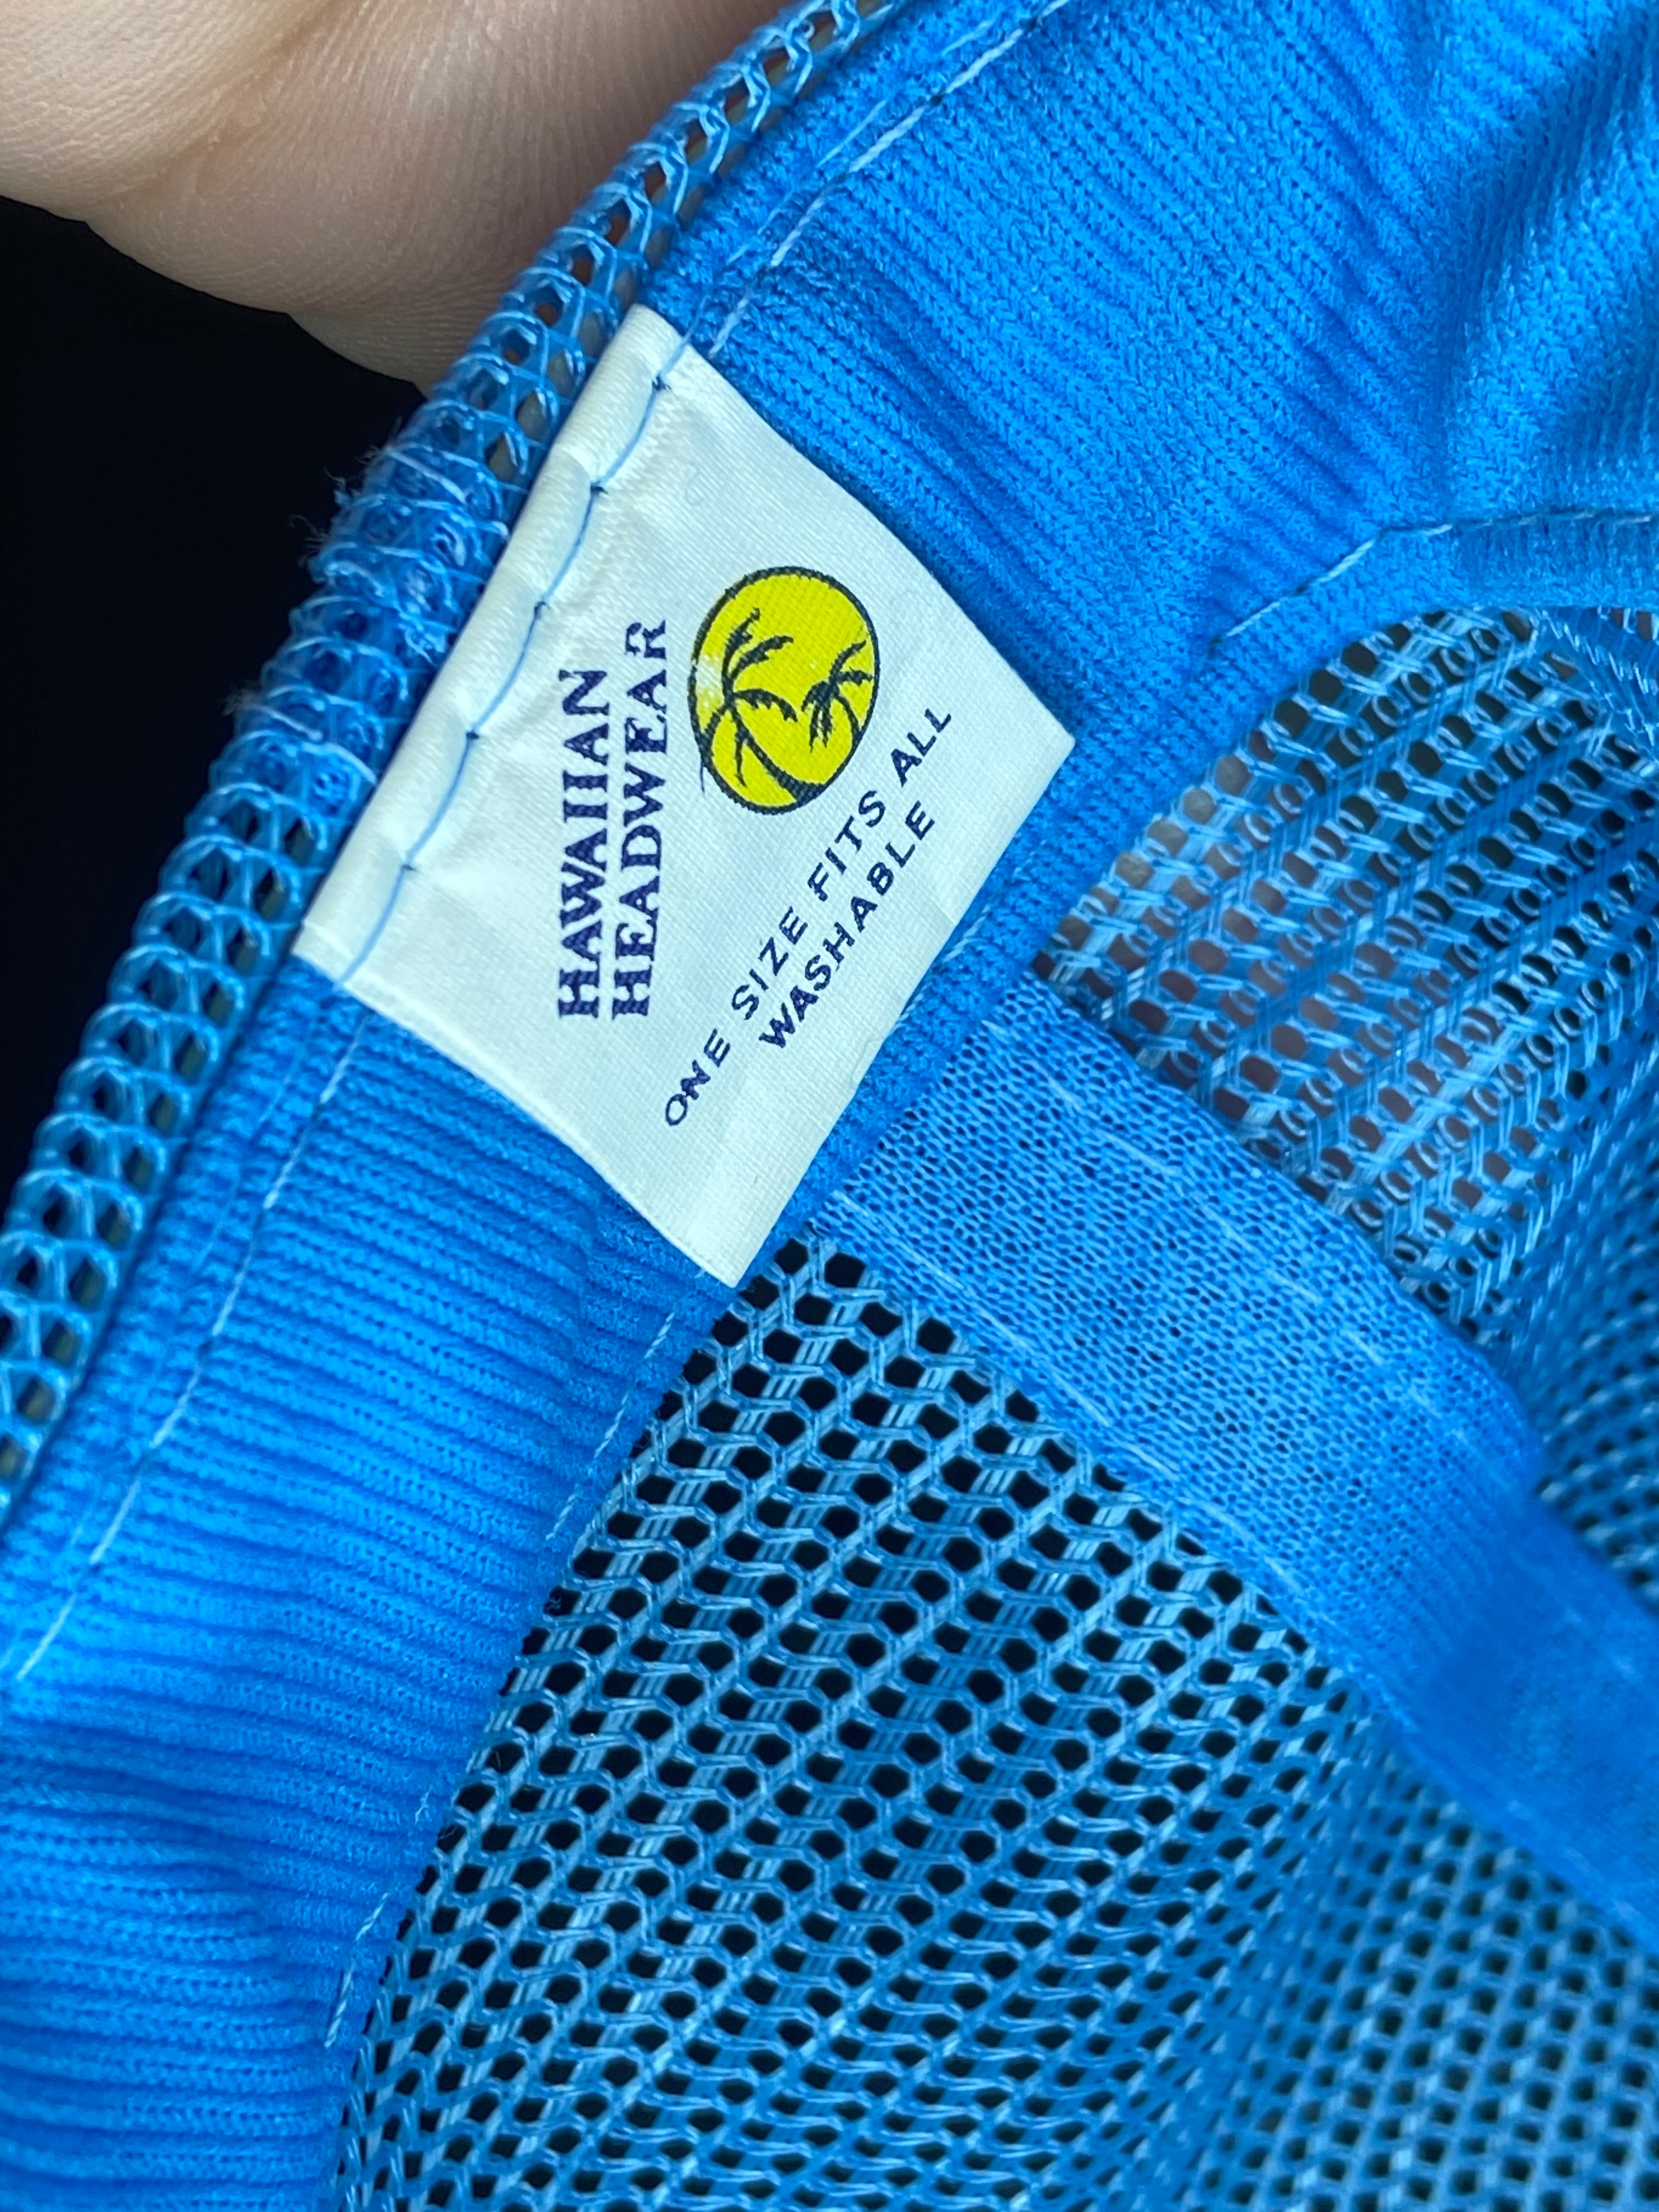 HAWAIIAN
HEADWEAR
ONE SIZE FITS ALL
WASHABLE